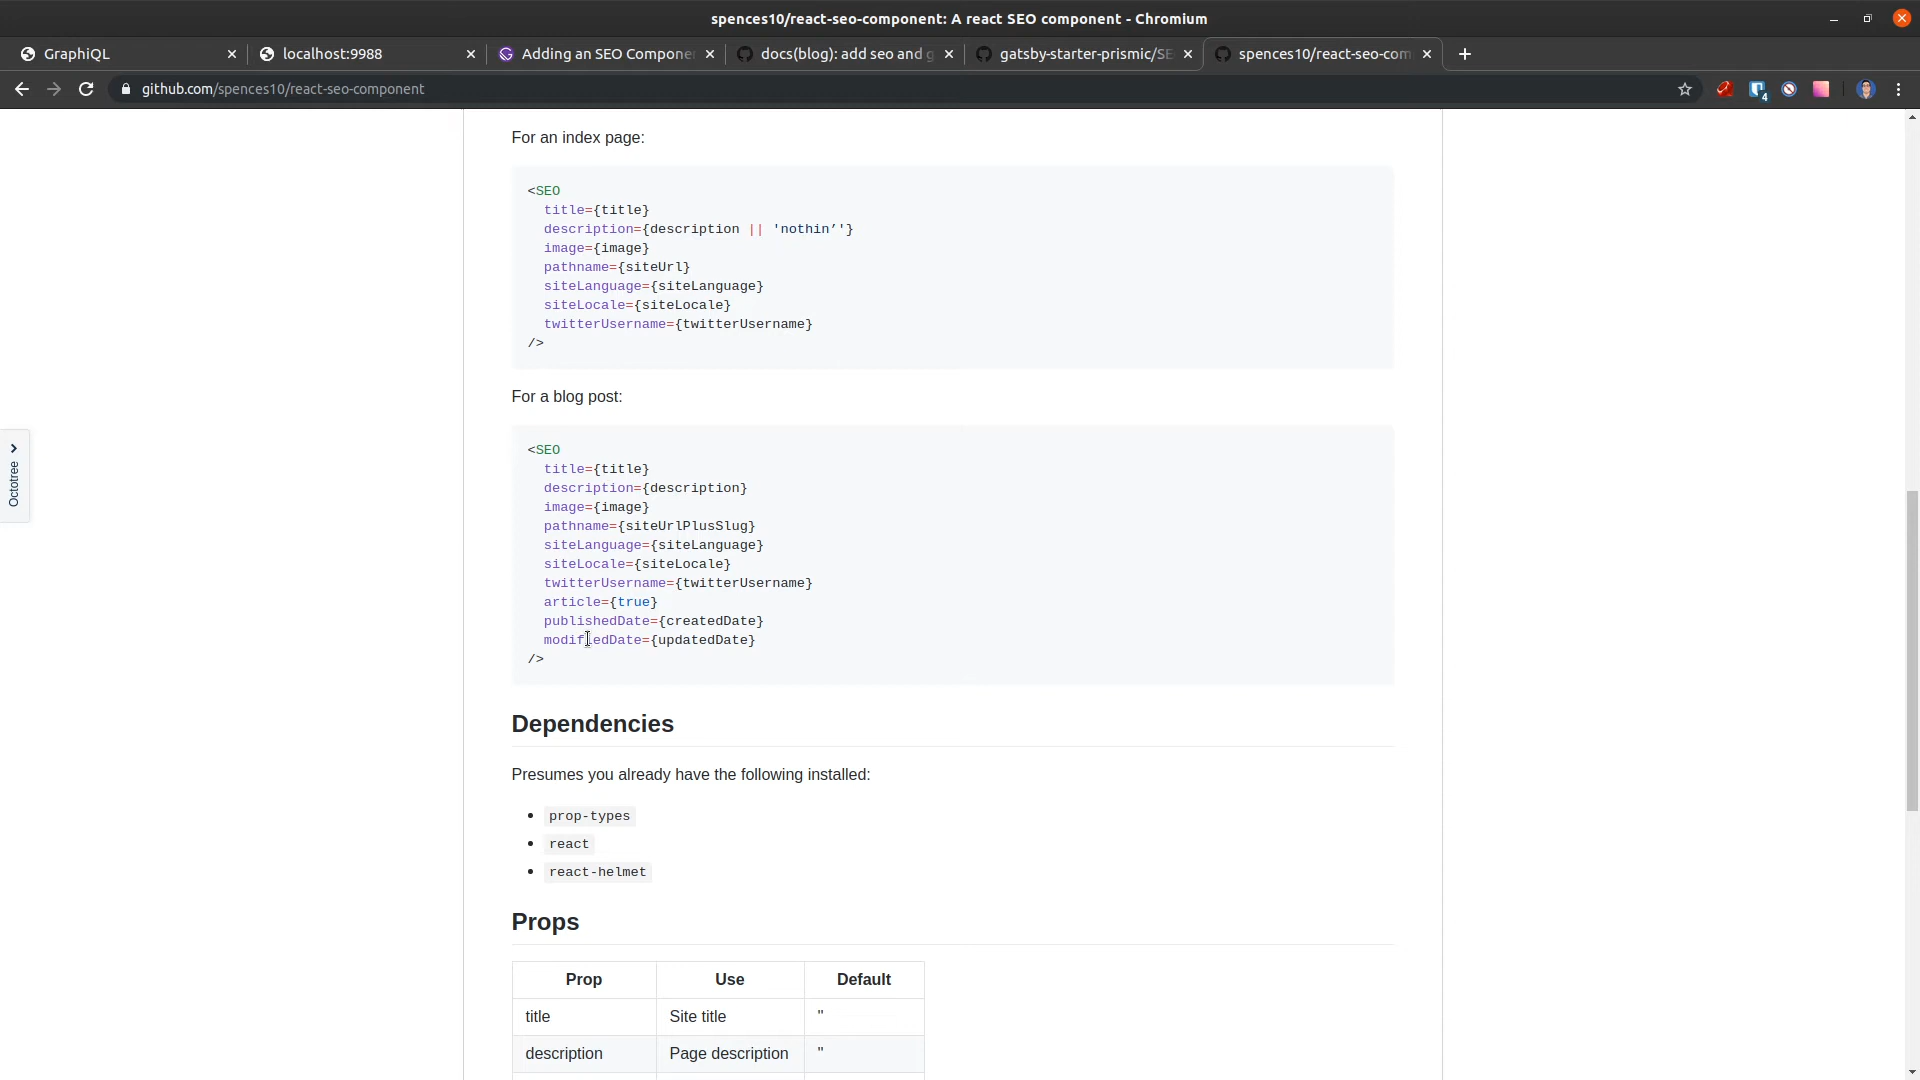 spences10/react-seo-component: A react SEO component - Chromium
GraphiQL
localhost:9988
Adding an SEO Compone
docs(blog): add seo and g
gatsby-starter-prismic/SE
spences10/react-seo-com
github.com/spences10/react-seo-component
4
For an index page:
<SEO
title={title}
description={description || 'nothin’'}
image={image}
pathname={siteUrl}
siteLanguage={siteLanguage}
siteLocale={siteLocale}
twitterUsername={twitterUsername}
/>
For a blog post:
<SEO
title={title}
description={description}
image={image}
pathname={siteUrlPlusSlug}
siteLanguage={siteLanguage}
siteLocale={siteLocale}
twitterUsername={twitterUsername}
article={true}
publishedDate={createdDate}
modifiedDate={updatedDate}
/>
Octotree
Dependencies
Presumes you already have the following installed:
prop-types
react
react-helmet
Props
Prop Use Default
title Site title ''
description Page description ''